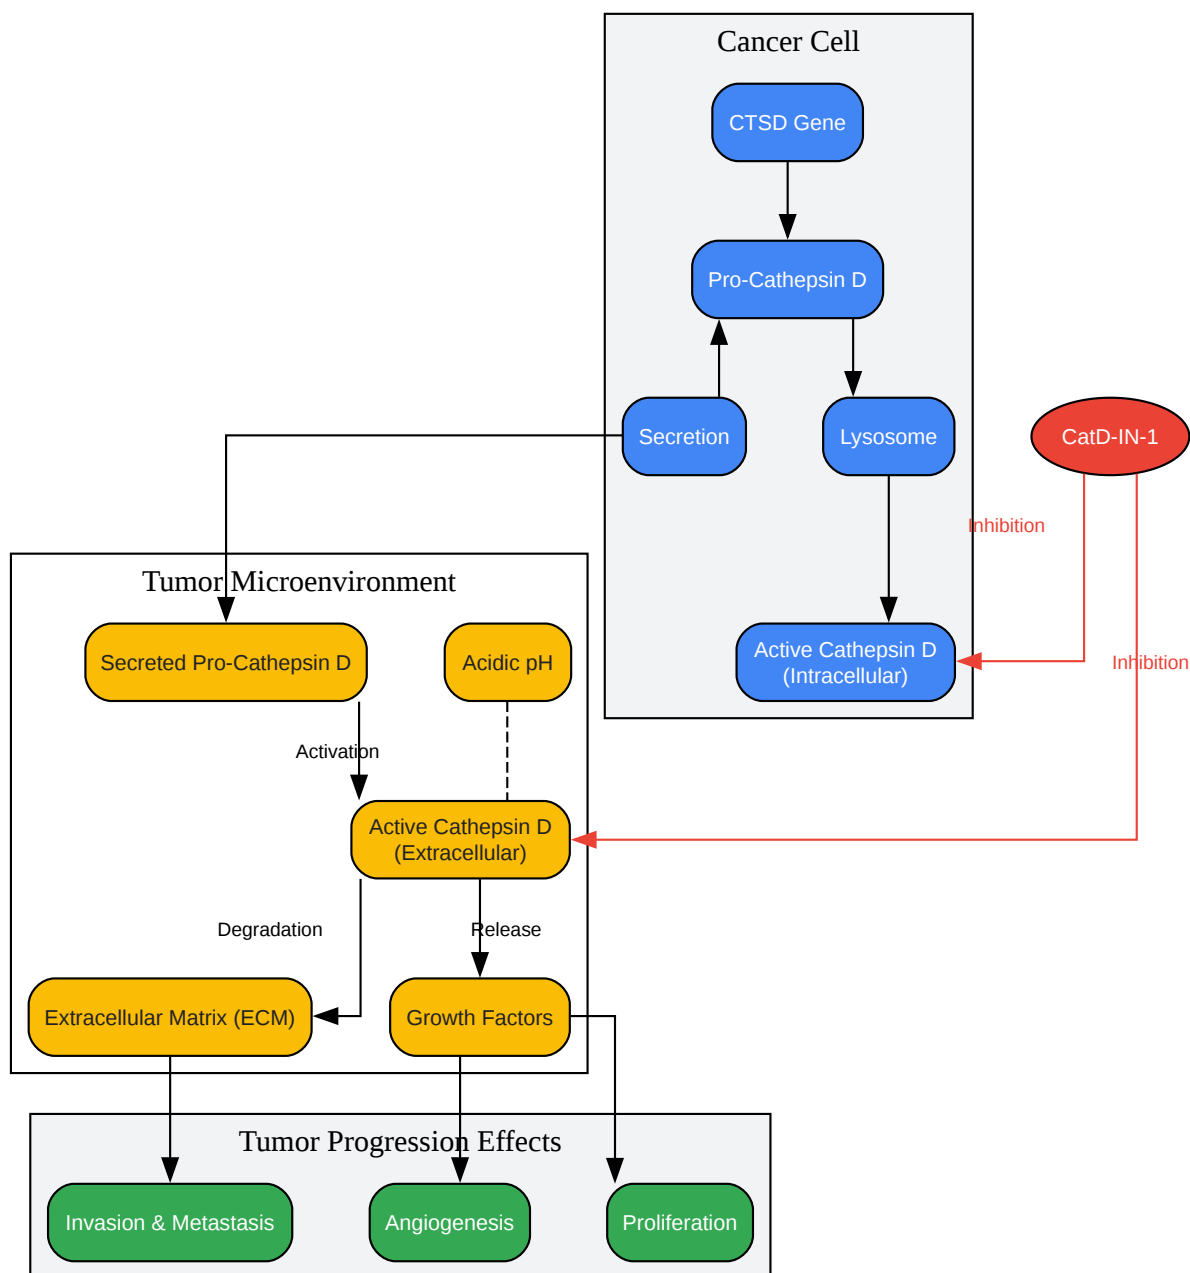 Cancer Cell
CTSD Gene
Pro-Cathepsin D
Secretion
Lysosome
CatD-IN-1
Inhibition
Tumor Microenvironment
Secreted Pro-Cathepsin D
Acidic pH
Active Cathepsin D
(Intracellular)
Inhibition
Activation
Active Cathepsin D
(Extracellular)
Degradation
Release
Extracellular Matrix (ECM)
Growth Factors
Tumor Progression Effects
Invasion & Metastasis
Angiogenesis
Proliferation